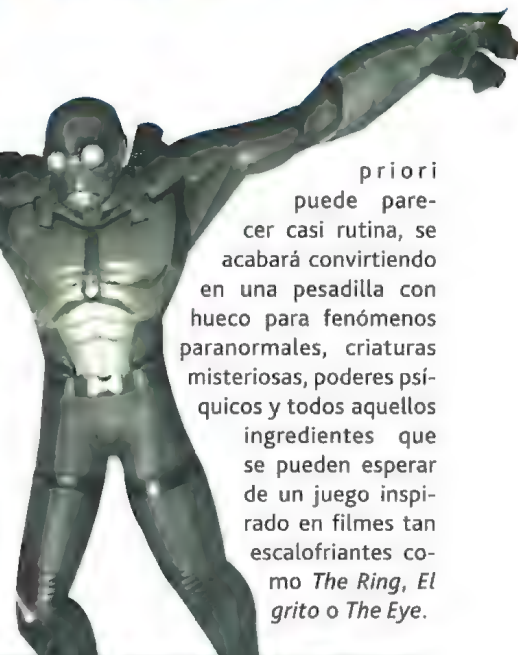 priori
puede pare-
cer casi rutina, se
acabará convirtiendo
en una pesadilla con
hueco para fenómenos
paranormales, criaturas
misteriosas, poderes psí-
quicos y todos aquellos
ingredientes que
se pueden esperar
de un juego inspi-
rado en filmes tan
escalofriantes co-
mo The Ring, El
grito o The Eye.